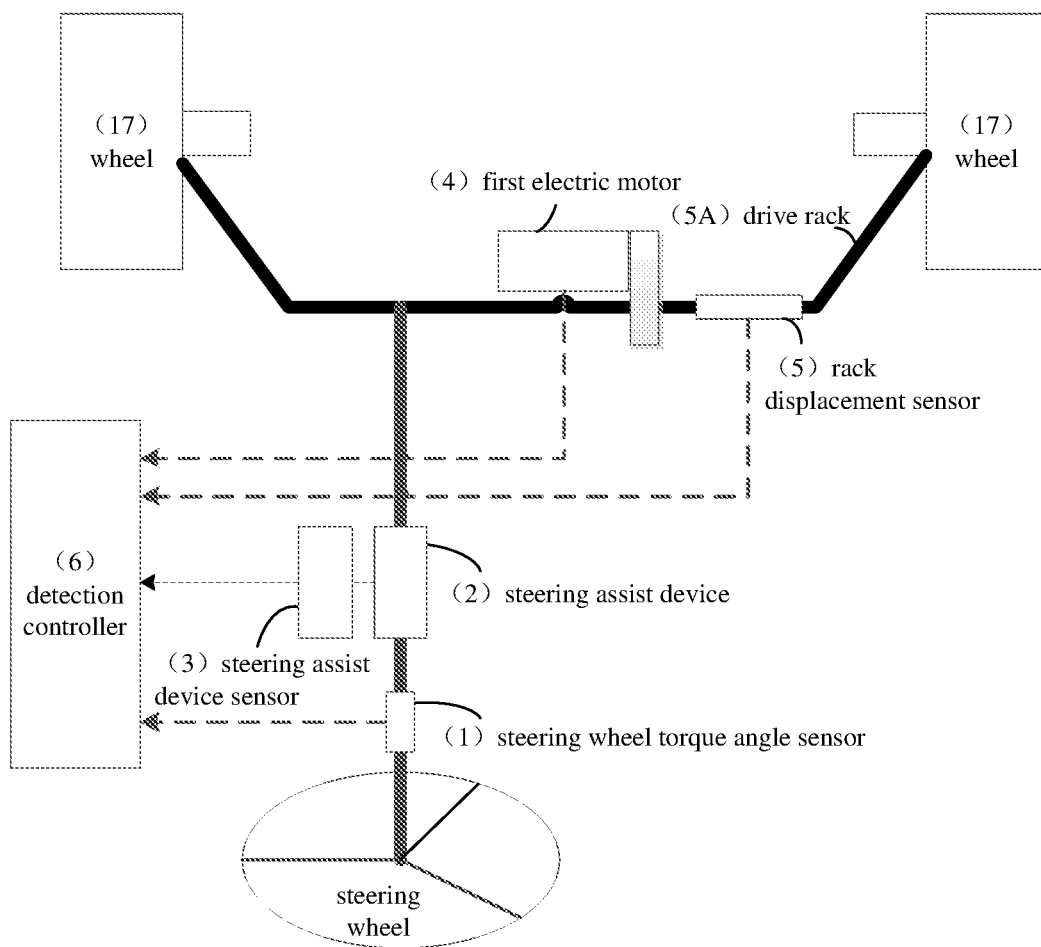 （17）
wheel
（17）
wheel
（4）first electric motor
（5A）drive rack
（5）rack
displacement sensor
（6）
detection
controller
（2）steering assist device
（3）steering assist
device sensor
（1）steering wheel torque angle sensor
steering
wheel